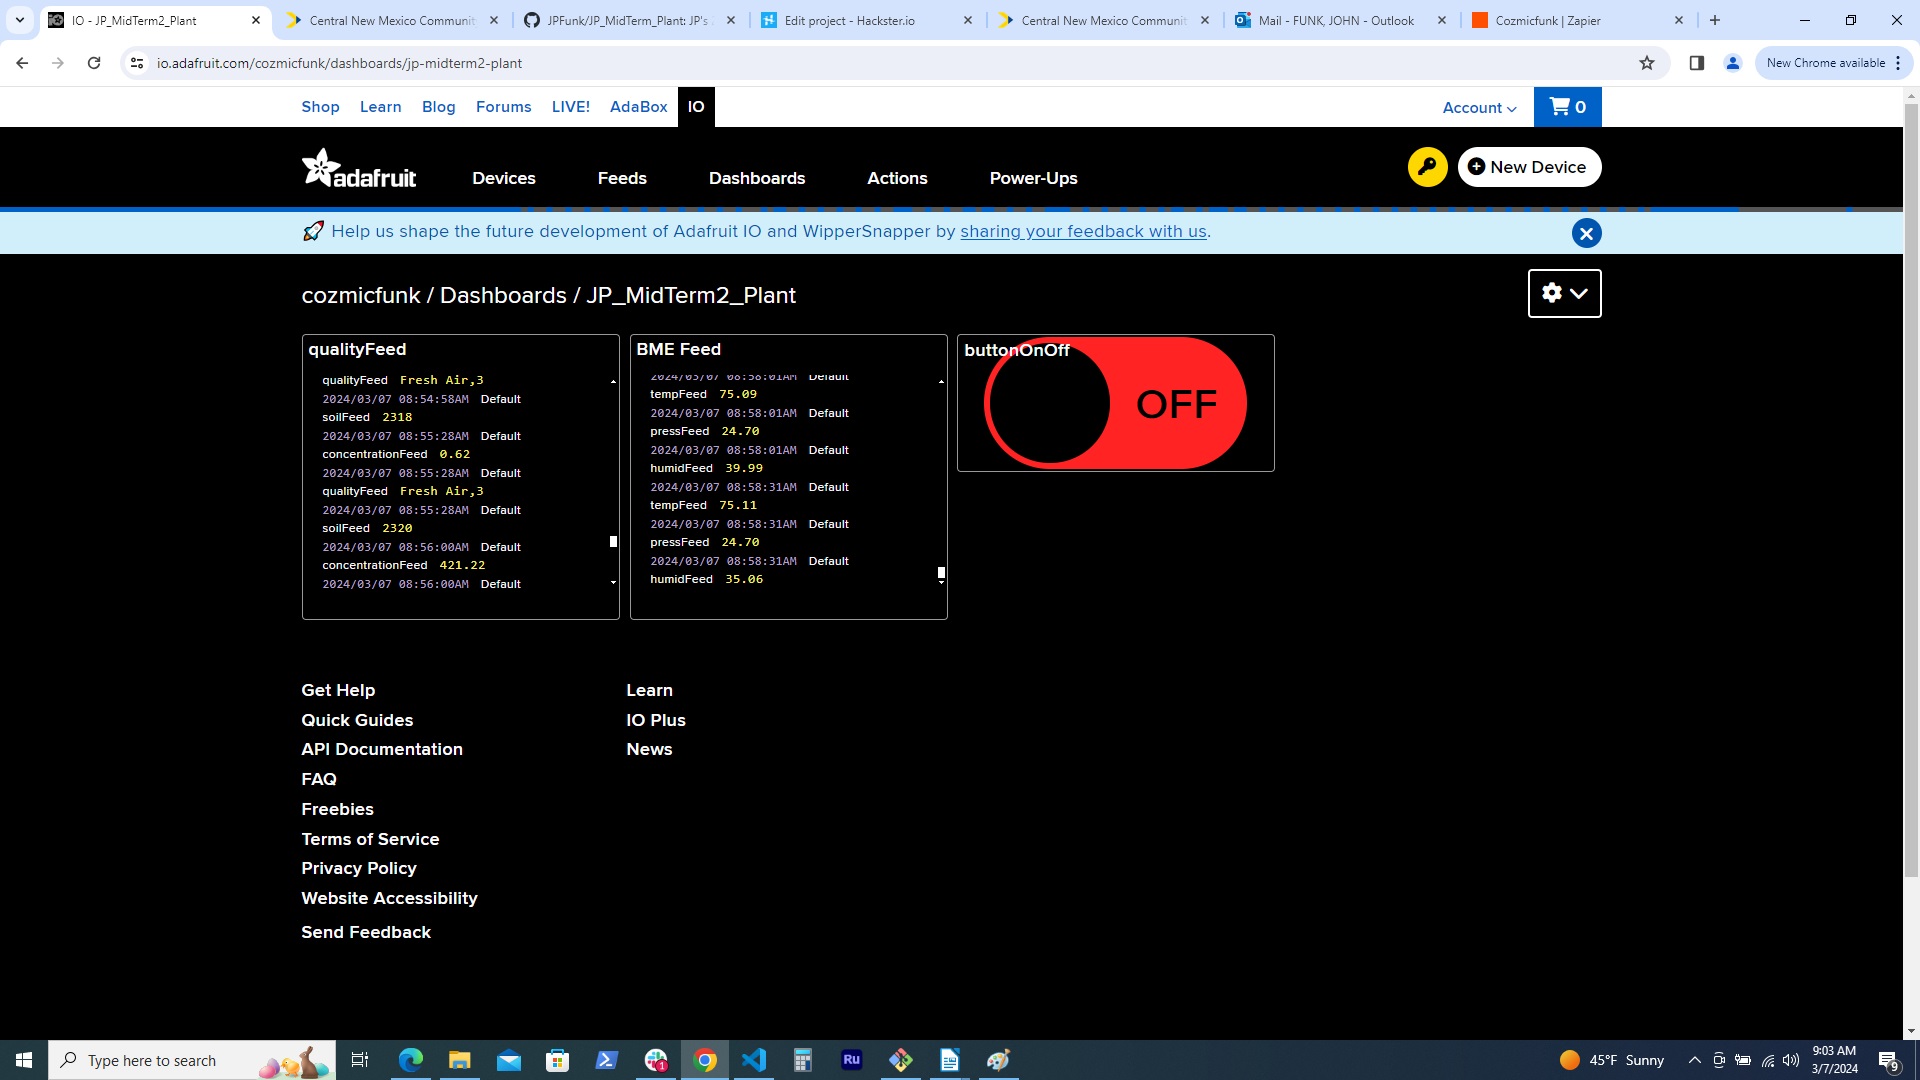 IO - JP_MidTerm2_Plant
Central New Mexico Communit
JPFunk/JP_MidTerm_Plant: JP's
Edit project - Hackster.io
Central New Mexico Communit
Mail - FUNK, JOHN - Outlook
Cozmicfunk | Zapier
io.adafruit.com/cozmicfunk/dashboards/jp-midterm2-plant
New Chrome available
Shop Learn Blog Forums LIVE! AdaBox IO
Account
0
adafruit
Devices Feeds Dashboards Actions Power-Ups
New Device
Help us shape the future development of Adafruit IO and WipperSnapper by sharing your feedback with us.
cozmicfunk / Dashboards / JP_MidTerm2_Plant
qualityFeed
qualityFeed Fresh Air,3
2024/03/07 08:54:58AM Default
soilFeed 2318
2024/03/07 08:55:28AM Default
concentrationFeed 0.62
2024/03/07 08:55:28AM Default
qualityFeed Fresh Air,3
2024/03/07 08:55:28AM Default
soilFeed 2320
2024/03/07 08:56:00AM Default
concentrationFeed 421.22
2024/03/07 08:56:00AM Default
BME Feed
2024/03/07 08:58:01AM Default
tempFeed 75.09
2024/03/07 08:58:01AM Default
pressFeed 24.70
2024/03/07 08:58:01AM Default
humidFeed 39.99
2024/03/07 08:58:31AM Default
tempFeed 75.11
2024/03/07 08:58:31AM Default
pressFeed 24.70
2024/03/07 08:58:31AM Default
humidFeed 35.06
buttonOnOff
OFF
Get Help
Quick Guides
API Documentation
FAQ
Freebies
Terms of Service
Privacy Policy
Website Accessibility
Send Feedback
Learn
IO Plus
News
Type here to search
1
Ru
45°F Sunny
9:03 AM
3/7/2024
9